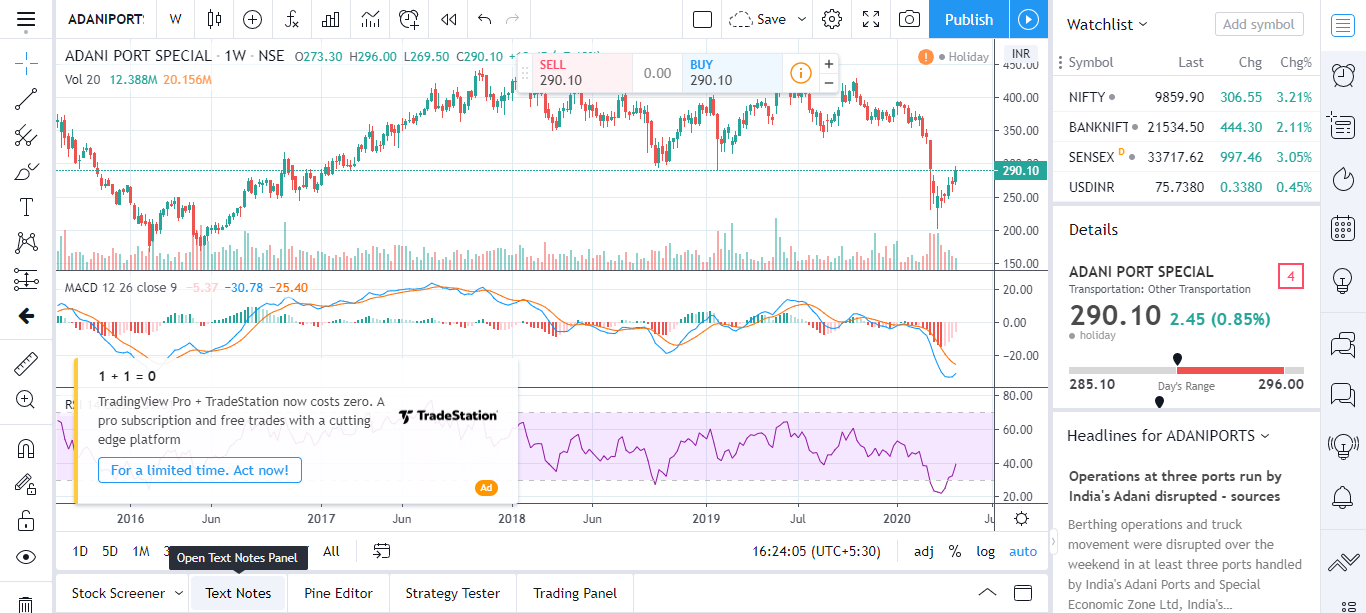 ADANIPORTS W Save Publish
ADANI PORT SPECIAL · 1W · NSE O273.30 H296.00 L269.50 C290.10
Vol 20 12.388M 20.156M
SELL
290.10
0.00
BUY
290.10
Holiday
INR
450.00
400.00
350.00
300.00
290.10
250.00
200.00
150.00
MACD 12 26 close 9 −5.37 −30.78 −25.40
20.00
0.00
−20.00
80.00
60.00
40.00
20.00
1 + 1 = 0
TradingView Pro + TradeStation now costs zero. A
pro subscription and free trades with a cutting
edge platform
For a limited time. Act now!
TradeStation
Ad
2016 Jun 2017 Jun 2018 Jun 2019 Jul 2020
1D 5D 1M All 16:24:05 (UTC+5:30) adj % log auto
Open Text Notes Panel
Stock Screener Text Notes Pine Editor Strategy Tester Trading Panel
Watchlist Add symbol
Symbol Last Chg Chg%
NIFTY 9859.90 306.55 3.21%
BANKNIFT 21534.50 444.30 2.11%
SENSEX D 33717.62 997.46 3.05%
USDINR 75.7380 0.3380 0.45%
Details
ADANI PORT SPECIAL 4
Transportation: Other Transportation
290.10 2.45 (0.85%)
holiday
285.10 Day's Range 296.00
Headlines for ADANIPORTS
Operations at three ports run by
India's Adani disrupted - sources
Berthing operations and truck
movement were disrupted over the
weekend in at least three ports handled
by India's Adani Ports and Special
Economic Zone Ltd, India's...